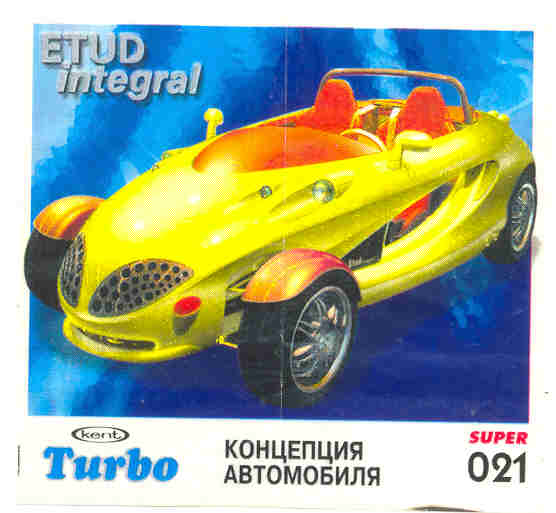 ETUD
integral
kent
Turbo
КОНЦЕПЦИЯ
АВТОМОБИЛЯ
SUPER
021